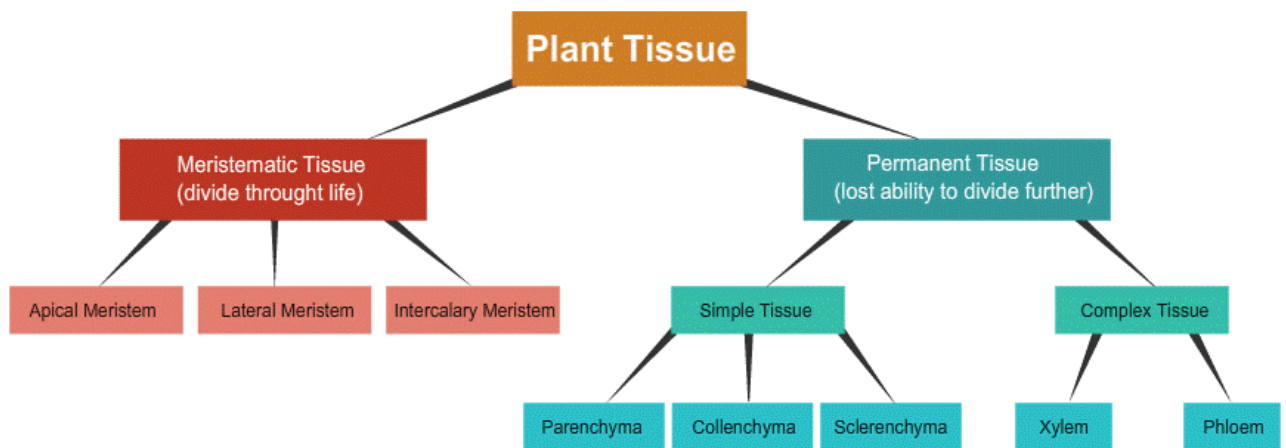 Plant Tissue
Meristematic Tissue
(divide throught life)
Permanent Tissue
(lost ability to divide further)
Apical Meristem
Lateral Meristem
Intercalary Meristem
Simple Tissue
Complex Tissue
Parenchyma
Collenchyma
Sclerenchyma
Xylem
Phloem